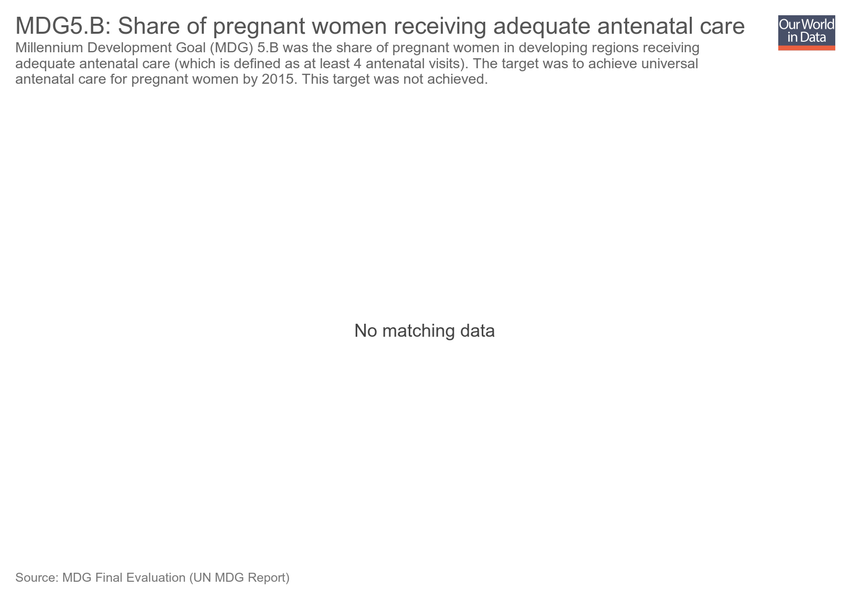 MDG5.B: Share of pregnant women receiving adequate antenatal care
Our World
in Data
Millennium Development Goal (MDG) 5.B was the share of pregnant women in developing regions receiving
adequate antenatal care (which is defined as at least 4 antenatal visits). The target was to achieve universal
antenatal care for pregnant women by 2015. This target was not achieved.
No matching data
Source: MDG Final Evaluation (UN MDG Report)